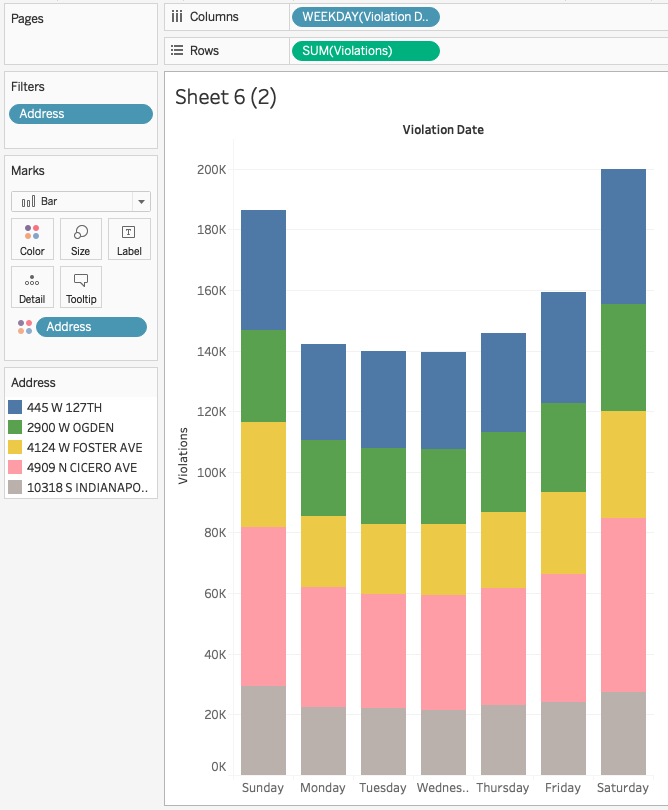 Pages
Columns
WEEKDAY(Violation D..
Rows
SUM(Violations)
Filters
Address
Marks
Bar
Color
Size
Label
Detail
Tooltip
Address
Address
445 W 127TH
2900 W OGDEN
4124 W FOSTER AVE
4909 N CICERO AVE
10318 S INDIANAPO..
Sheet 6 (2)
Violation Date
Violations
200K
180K
160K
140K
120K
100K
80K
60K
40K
20K
0K
Sunday Monday Tuesday Wednes.. Thursday Friday Saturday